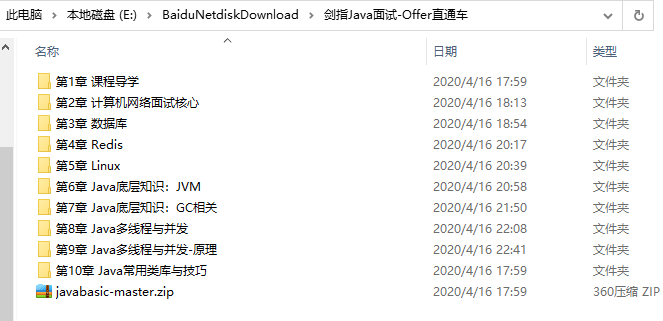 此电脑 › 本地磁盘 (E:) › BaiduNetdiskDownload › 剑指Java面试-Offer直通车
名称 日期 类型
第1章 课程导学 2020/4/16 17:59 文件夹
第2章 计算机网络面试核心 2020/4/16 18:13 文件夹
第3章 数据库 2020/4/16 18:54 文件夹
第4章 Redis 2020/4/16 20:17 文件夹
第5章 Linux 2020/4/16 20:39 文件夹
第6章 Java底层知识：JVM 2020/4/16 20:58 文件夹
第7章 Java底层知识：GC相关 2020/4/16 21:50 文件夹
第8章 Java多线程与并发 2020/4/16 22:08 文件夹
第9章 Java多线程与并发-原理 2020/4/16 22:41 文件夹
第10章 Java常用类库与技巧 2020/4/16 17:59 文件夹
javabasic-master.zip 2020/4/16 17:59 360压缩 ZIP